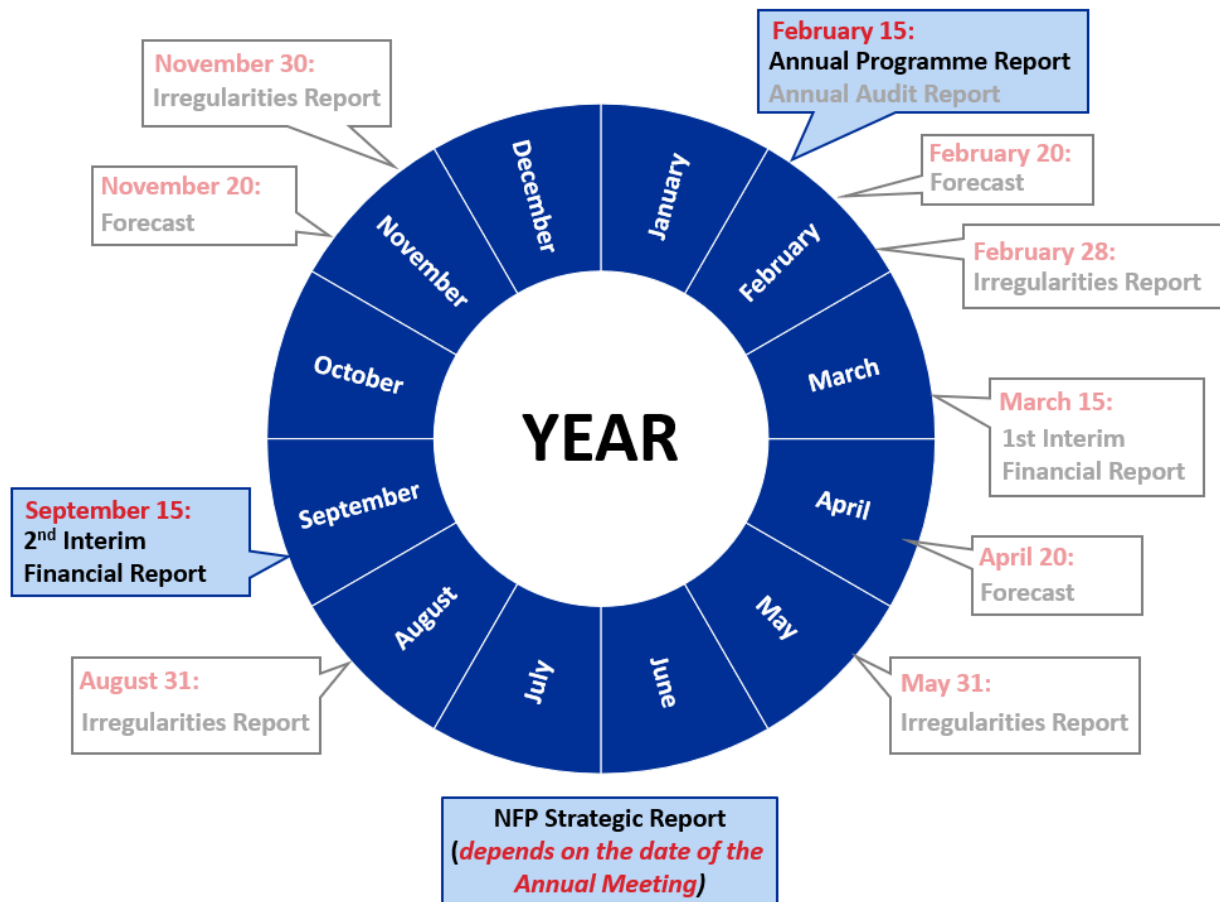 February 15:
Annual Programme Report
Annual Audit Report
November 30:
Irregularities Report
February 20:
Forecast
November 20:
Forecast
February 28:
Irregularities Report
December
January
November
February
October
March
YEAR
March 15:
1st Interim
Financial Report
September
April
September 15:
2nd Interim
Financial Report
April 20:
Forecast
August
May
July
June
August 31:
Irregularities Report
May 31:
Irregularities Report
NFP Strategic Report
(depends on the date of the
Annual Meeting)